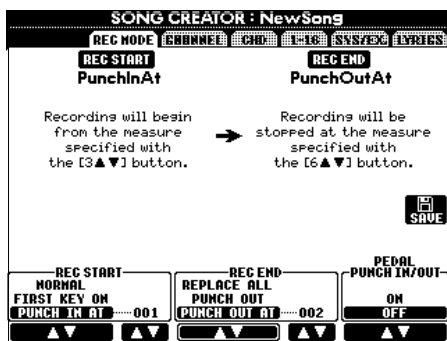 SONG CREATOR : NewSong
REC MODE CHANNEL CHD 1-16 SYS/EX. LYRICS
REC START
PunchInAt
Recording will begin
from the measure
specified with
the [3▲▼] button.
REC END
PunchOutAt
Recording will be
stopped at the measure
specified with
the [6▲▼] button.
SAVE
REC START
NORMAL
FIRST KEY ON
PUNCH IN AT 001
REC END
REPLACE ALL
PUNCH OUT
PUNCH OUT AT 002
PEDAL
PUNCH IN/OUT
ON
OFF